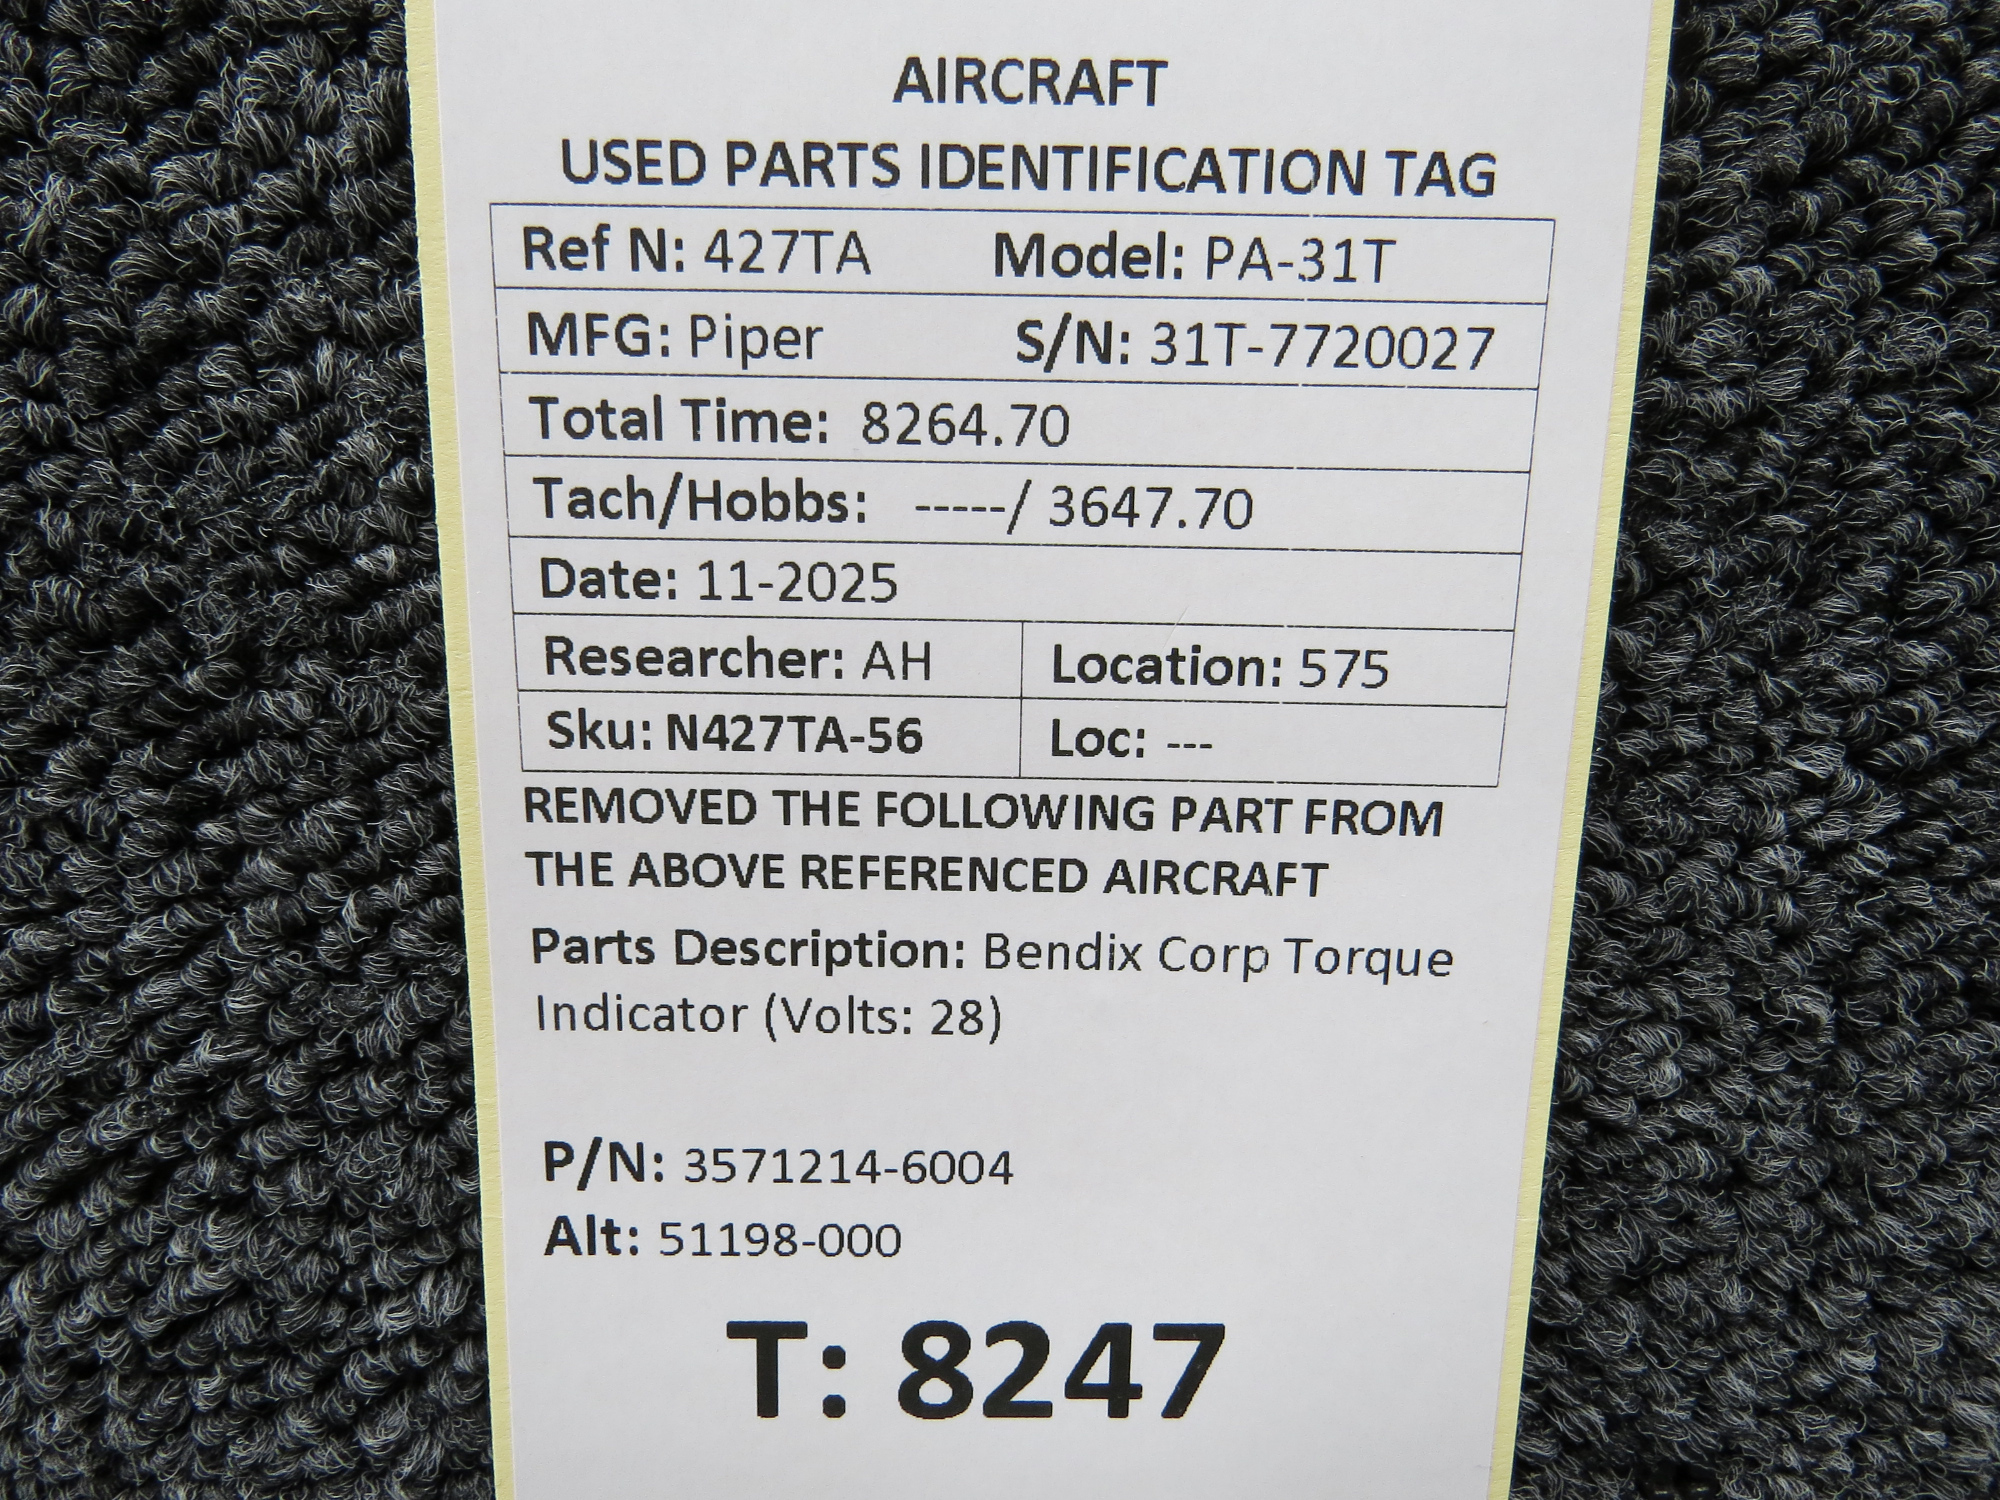 AIRCRAFT
USED PARTS IDENTIFICATION TAG
Ref N: 427TA Model: PA-31T
MFG: Piper S/N: 31T-7720027
Total Time: 8264.70
Tach/Hobbs: -----/ 3647.70
Date: 11-2025
Researcher: AH Location: 575
Sku: N427TA-56 Loc: ---
REMOVED THE FOLLOWING PART FROM
THE ABOVE REFERENCED AIRCRAFT
Parts Description: Bendix Corp Torque
Indicator (Volts: 28)
P/N: 3571214-6004
Alt: 51198-000
T: 8247